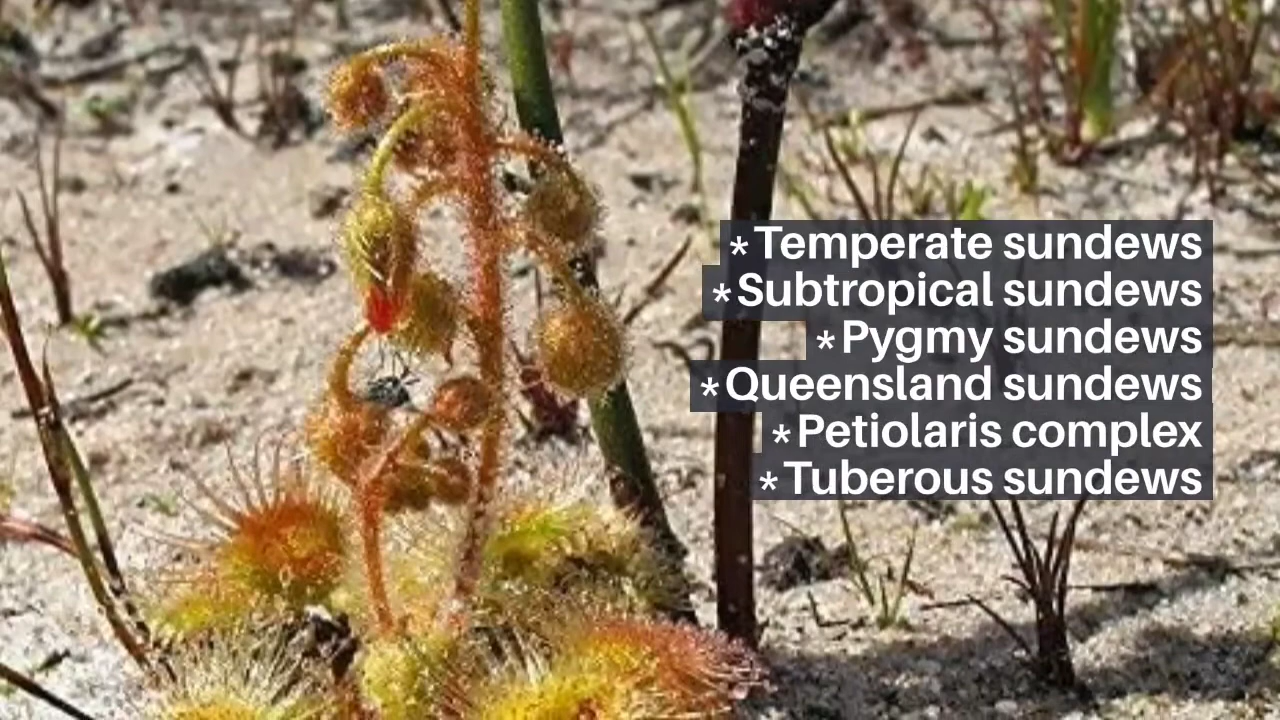 *Temperate sundews
*Subtropical sundews
*Pygmy sundews
*Queensland sundews
*Petiolaris complex
*Tuberous sundews